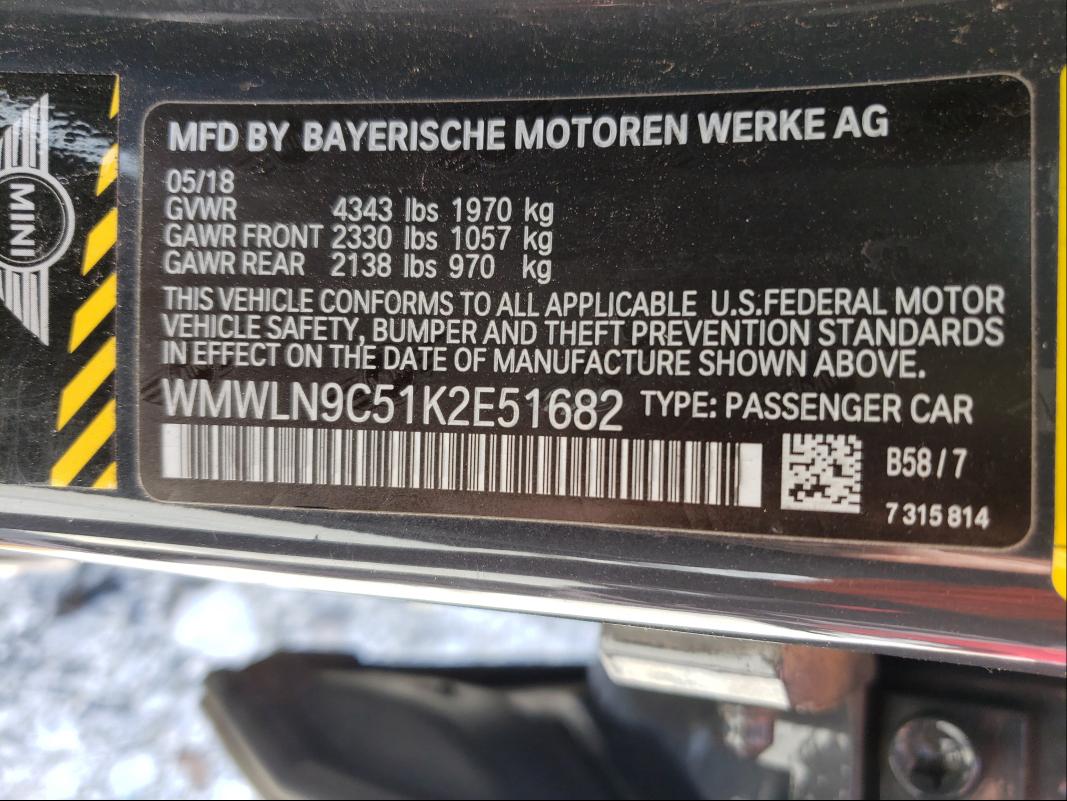 MINI
MFD BY BAYERISCHE MOTOREN WERKE AG
05/18
GVWR 4343 lbs 1970 kg
GAWR FRONT 2330 lbs 1057 kg
GAWR REAR 2138 lbs 970 kg
THIS VEHICLE CONFORMS TO ALL APPLICABLE U.S.FEDERAL MOTOR
VEHICLE SAFETY, BUMPER AND THEFT PREVENTION STANDARDS
IN EFFECT ON THE DATE OF MANUFACTURE SHOWN ABOVE.
WMWLN9C51K2E51682 TYPE: PASSENGER CAR
B58/7
7 315 814